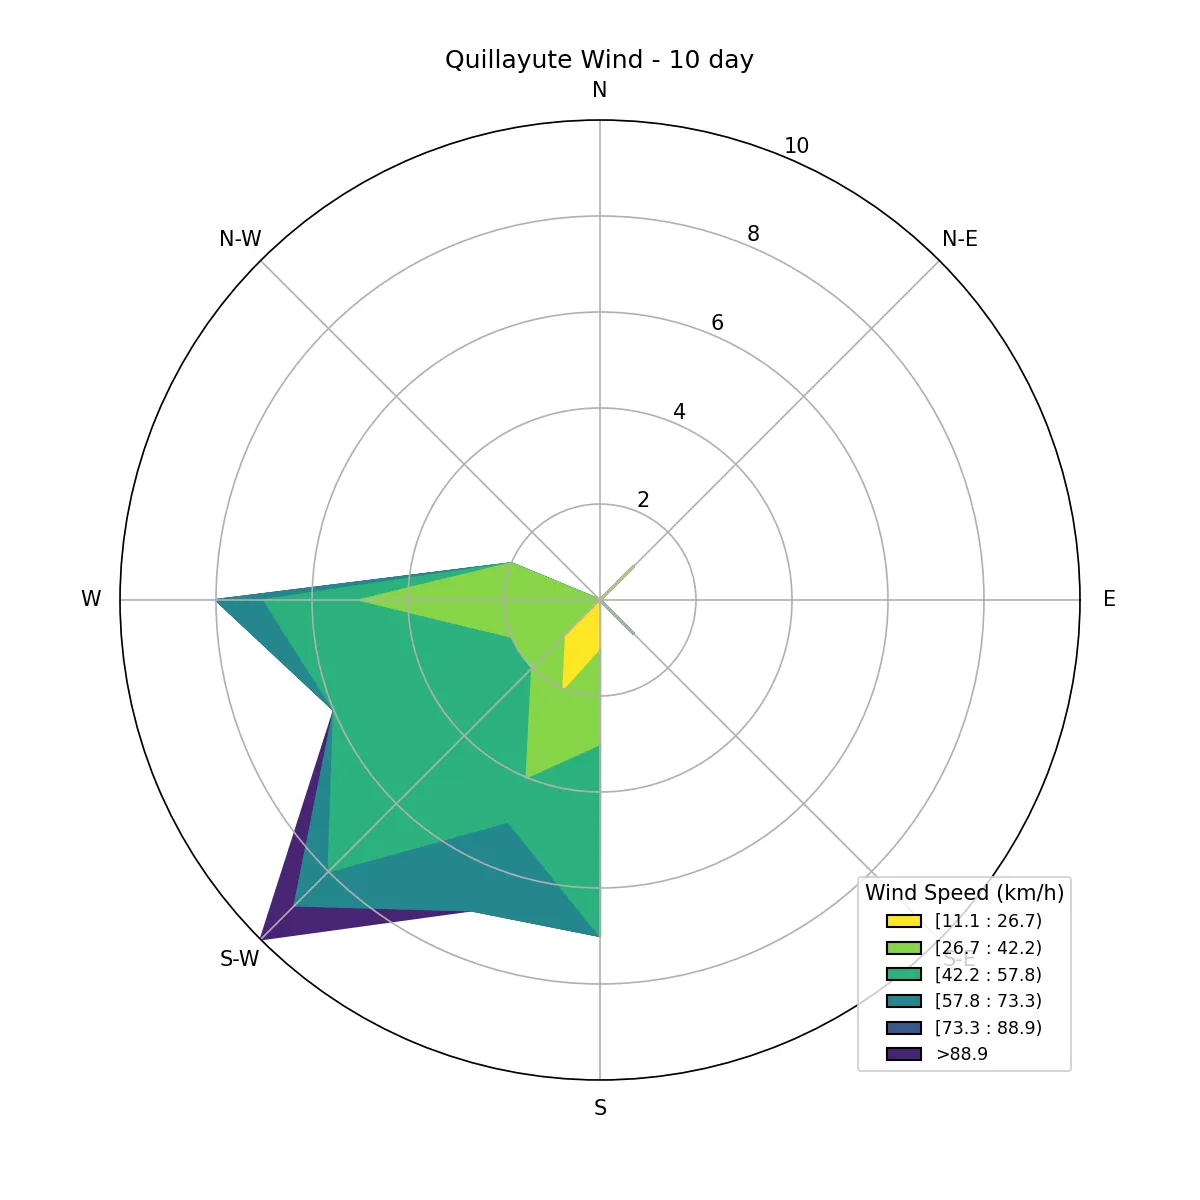 Quillayute Wind - 10 day
N
10
N-W
8
N-E
6
4
2
W
E
Wind Speed (km/h)
[11.1 : 26.7)
[26.7 : 42.2)
S-W
S-E
[42.2 : 57.8)
[57.8 : 73.3)
[73.3 : 88.9)
>88.9
S